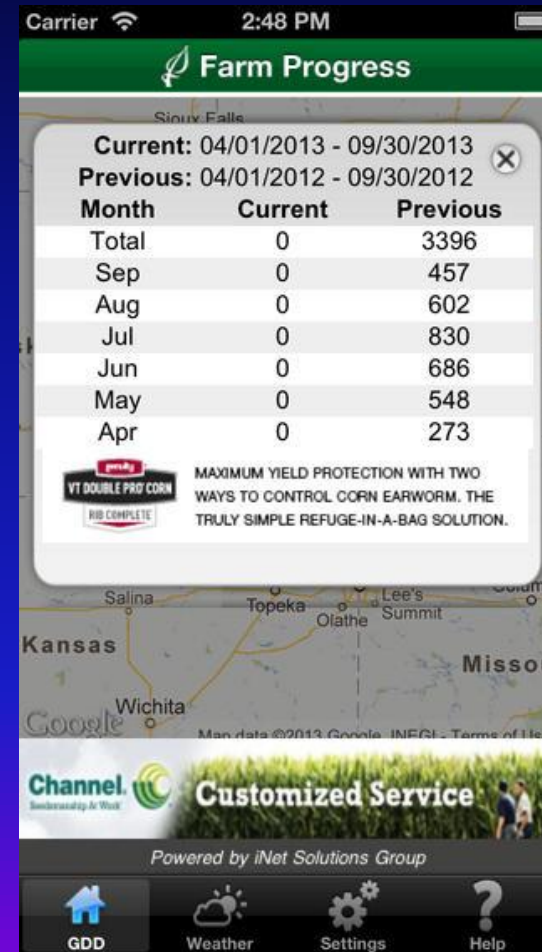 Carrier 2:48 PM
Farm Progress
Sioux Falls
Current: 04/01/2013 - 09/30/2013
Previous: 04/01/2012 - 09/30/2012
Month Current Previous
Total 0 3396
Sep 0 457
Aug 0 602
Jul 0 830
Jun 0 686
May 0 548
Apr 0 273
VT DOUBLE PRO CORN
RIB COMPLETE
MAXIMUM YIELD PROTECTION WITH TWO
WAYS TO CONTROL CORN EARWORM. THE
TRULY SIMPLE REFUGE-IN-A-BAG SOLUTION.
Salina
Topeka
Lee's
Summit
Olathe
Kansas
Misso
Wichita
Google
Map data ©2013 Google, INEGI - Terms of Us
Channel.
Seedsmanship At Work
Customized Service
Powered by iNet Solutions Group
GDD Weather Settings Help